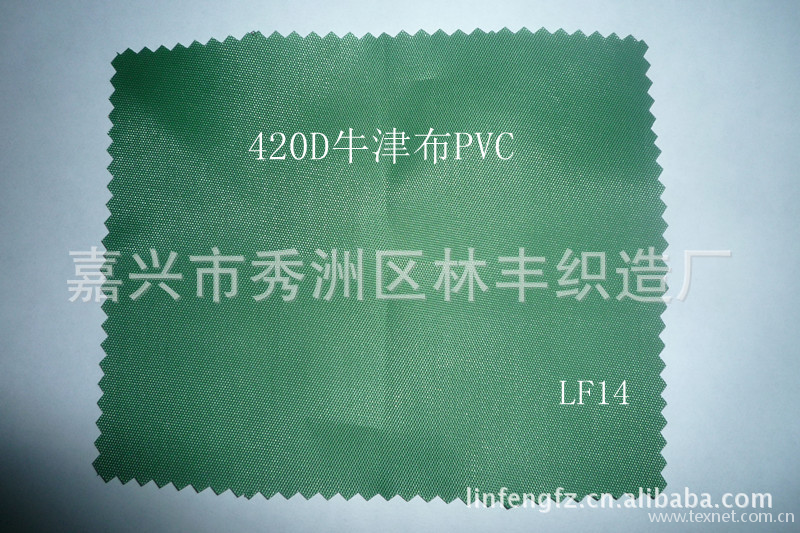 420D牛津布PVC
嘉兴市秀洲区林丰织造厂
LF14
linfengfz.cn.alibaba.com
www.texnet.com.cn